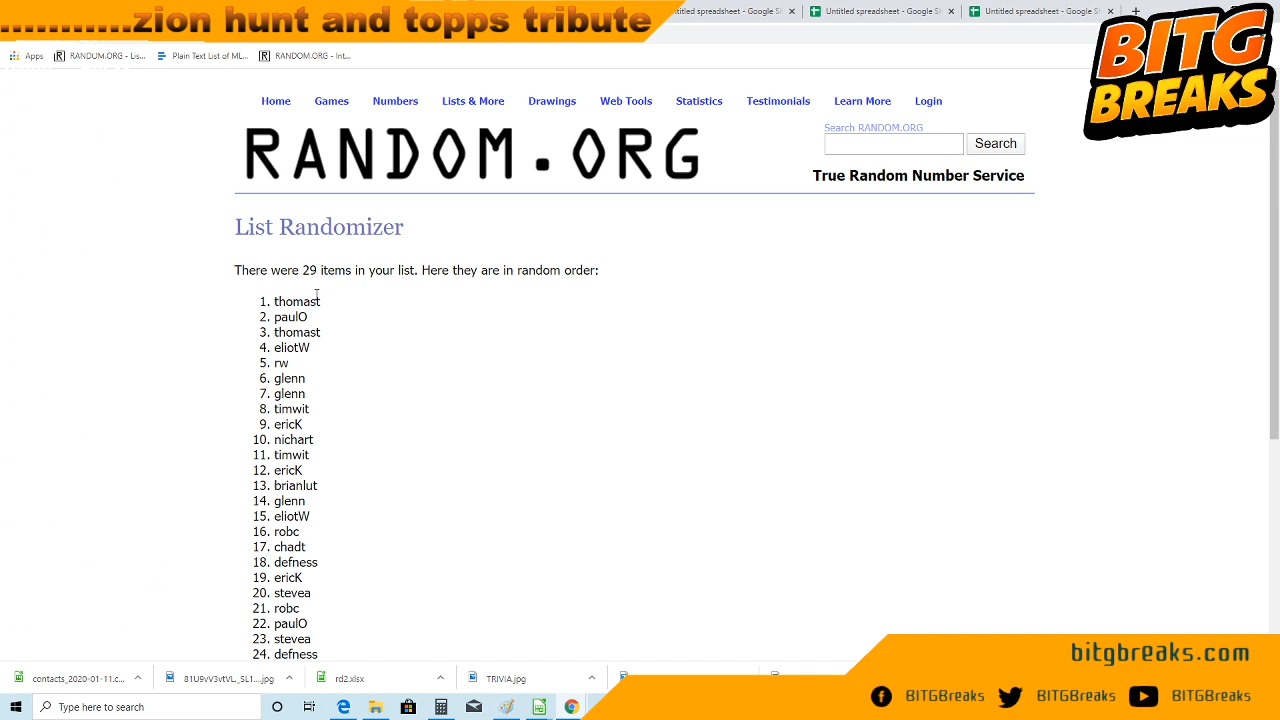 ...........zion hunt and topps tribute
ntitled spreadsheet - Google S
Untitled spreadsheet - Google S
Untitled spreadsheet - Google S
BITG
BREAKS
Apps
RANDOM.ORG - Lis...
Plain Text List of ML...
RANDOM.ORG - Int...
Home
Games
Numbers
Lists & More
Drawings
Web Tools
Statistics
Testimonials
Learn More
Login
RANDOM.ORG
Search RANDOM.ORG
Search
True Random Number Service
List Randomizer
There were 29 items in your list. Here they are in random order:
1. thomast
2. paulO
3. thomast
4. eliotW
5. rw
6. glenn
7. glenn
8. timwit
9. ericK
10. nichart
11. timwit
12. ericK
13. brianlut
14. glenn
15. eliotW
16. robc
17. chadt
18. defness
19. ericK
20. stevea
21. robc
22. paulO
23. stevea
24. defness
contacts_2020-01-11.c...
81U9vV3vtVL._SL1....jpg
rd2.xlsx
TRIVIA.jpg
bitgbreaks.com
Type here to search
BITGBreaks
BITGBreaks
BITGBreaks